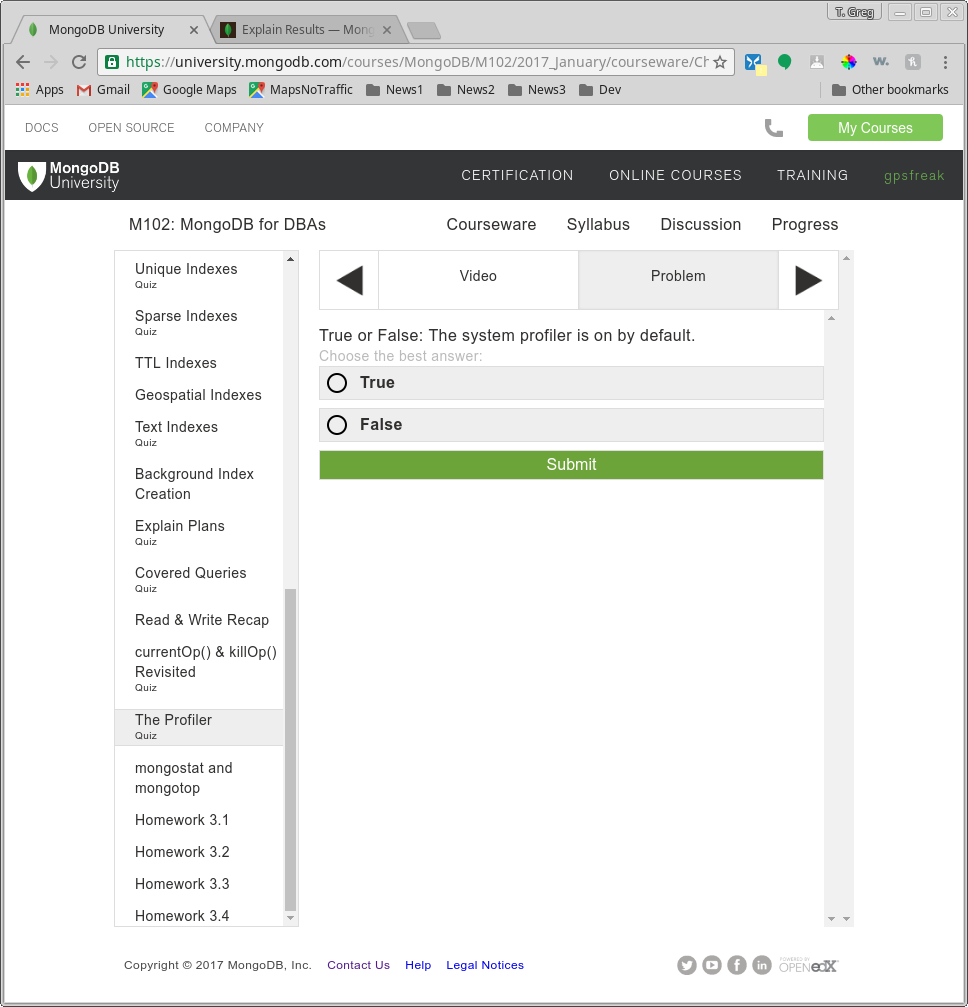 T. Greg
MongoDB University
Explain Results — Mong
https://university.mongodb.com/courses/MongoDB/M102/2017_January/courseware/Ch
Apps Gmail Google Maps MapsNoTraffic News1 News2 News3 Dev Other bookmarks
DOCS OPEN SOURCE COMPANY My Courses
MongoDB
University
CERTIFICATION ONLINE COURSES TRAINING gpsfreak
M102: MongoDB for DBAs Courseware Syllabus Discussion Progress
Unique Indexes
Quiz
Sparse Indexes
Quiz
TTL Indexes
Geospatial Indexes
Text Indexes
Quiz
Background Index
Creation
Explain Plans
Quiz
Covered Queries
Quiz
Read & Write Recap
currentOp() & killOp()
Revisited
Quiz
The Profiler
Quiz
mongostat and
mongotop
Homework 3.1
Homework 3.2
Homework 3.3
Homework 3.4
Video Problem
True or False: The system profiler is on by default.
Choose the best answer:
True
False
Submit
Copyright © 2017 MongoDB, Inc. Contact Us Help Legal Notices
POWERED BY
OPEN edX